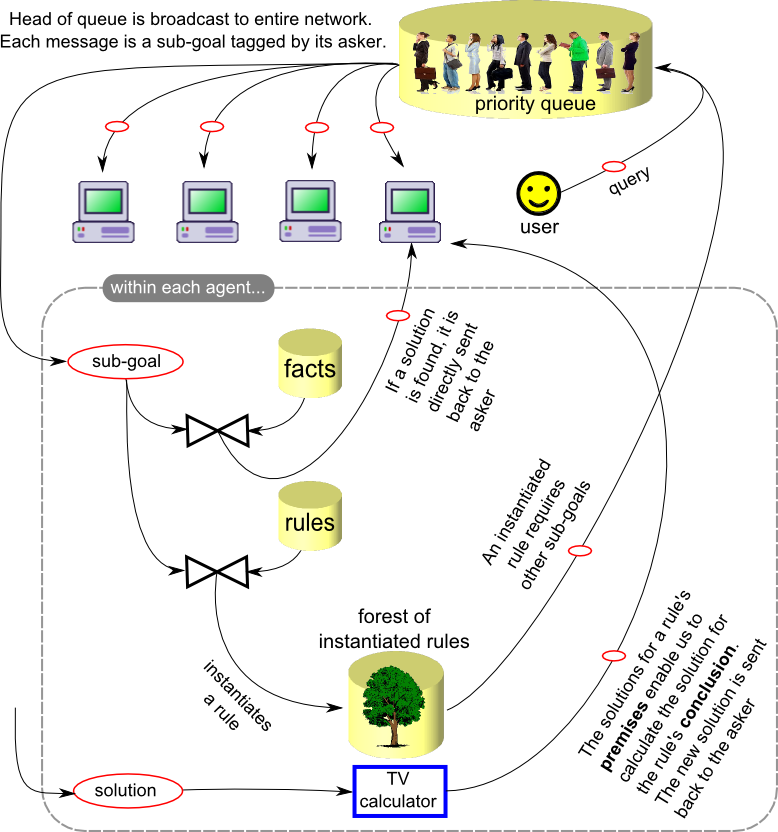 Head of queue is broadcast to entire network.
Each message is a sub-goal tagged by its asker.
priority queue
query
user
within each agent...
sub-goal
facts
If a solution
is found, it is
directly sent
back to the
asker
rules
An instantiated
rule requires
other sub-goals
forest of
instantiated rules
instantiates
a rule
The solutions for a rule's
premises enable us to
calculate the solution for
the rule's conclusion.
The new solution is sent
back to the asker
solution
TV
calculator